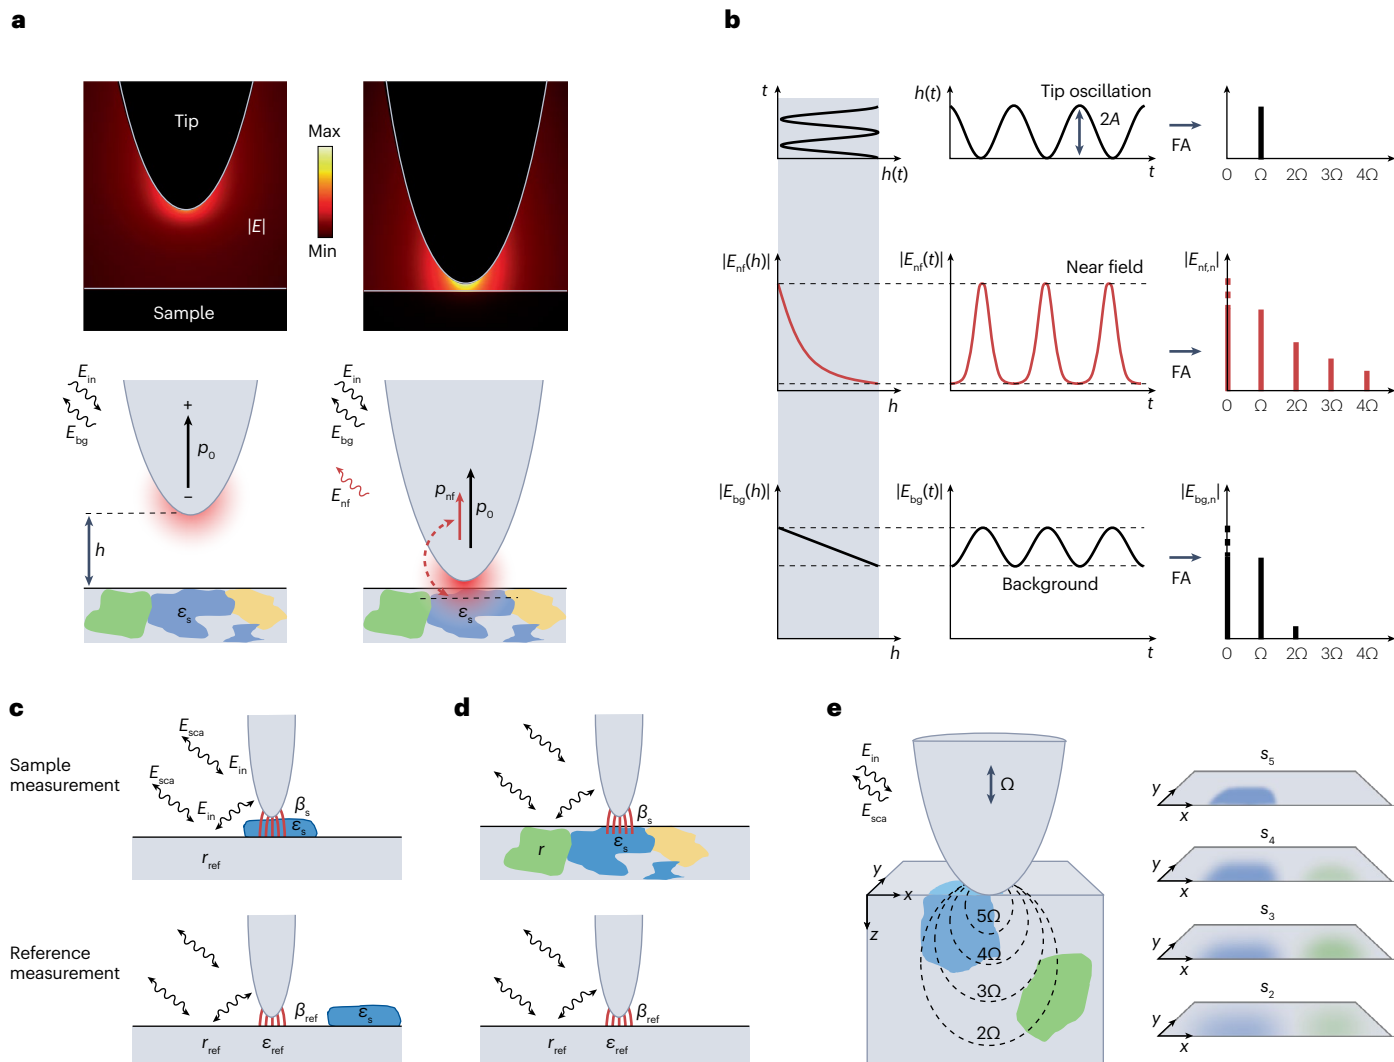 a
Tip
|E|
Sample
Max
Min
E_in
E_bg
+
p_0
−
h
ε_s
E_in
E_bg
E_nf
p_nf
p_0
ε_s
b
t
h(t)
h(t)
Tip oscillation
2A
t
FA
0 Ω 2Ω 3Ω 4Ω
|E_nf(h)|
h
|E_nf(t)|
Near field
t
FA
|E_nf,n|
0 Ω 2Ω 3Ω 4Ω
|E_bg(h)|
h
|E_bg(t)|
Background
t
FA
|E_bg,n|
0 Ω 2Ω 3Ω 4Ω
c
Sample
measurement
E_sca
E_in
E_sca
E_in
β_s
ε_s
r_ref
Reference
measurement
β_ref
ε_s
r_ref
ε_ref
d
β_s
r
ε_s
β_ref
r_ref
ε_ref
e
E_in
E_sca
Ω
y
x
z
5Ω
4Ω
3Ω
2Ω
s_5
y
x
s_4
y
x
s_3
y
x
s_2
y
x